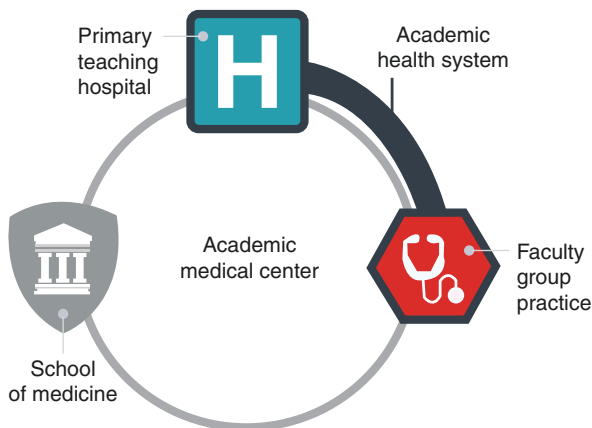 Primary
teaching
hospital
H
Academic
health system
Academic
medical center
Faculty
group
practice
School
of medicine